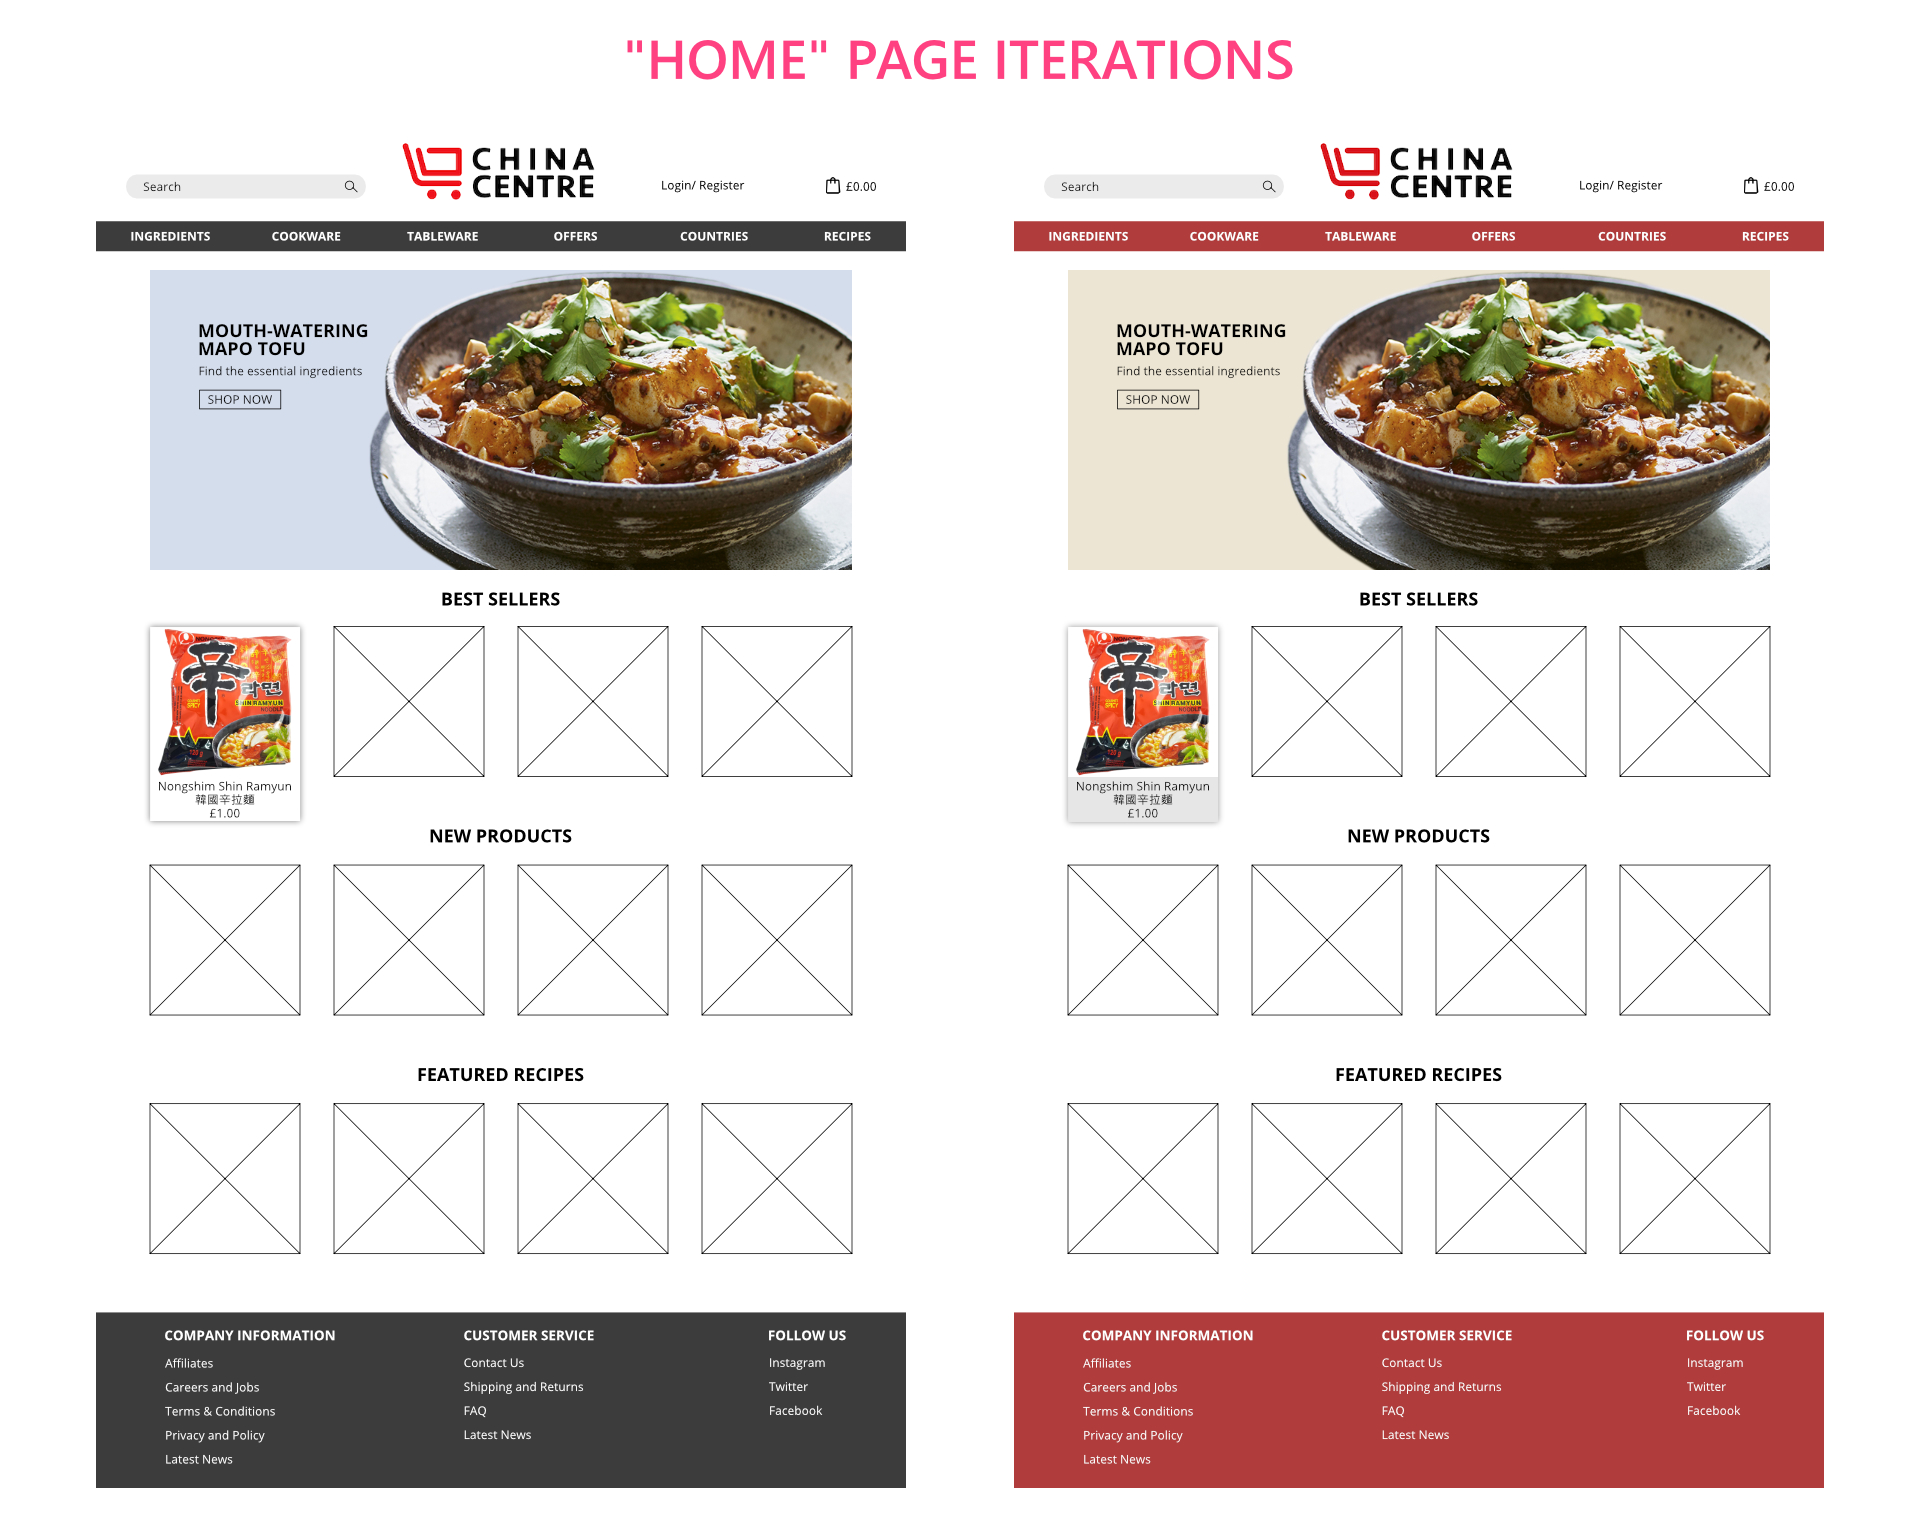 "HOME" PAGE ITERATIONS
CHINA
CENTRE
Search
Login/ Register
£0.00
INGREDIENTS COOKWARE TABLEWARE OFFERS COUNTRIES RECIPES
MOUTH-WATERING
MAPO TOFU
Find the essential ingredients
SHOP NOW
BEST SELLERS
辛
라면
SHIN RAMYUN
Nongshim Shin Ramyun
韓國辛拉麵
£1.00
NEW PRODUCTS
FEATURED RECIPES
COMPANY INFORMATION
Affiliates
Careers and Jobs
Terms & Conditions
Privacy and Policy
Latest News
CUSTOMER SERVICE
Contact Us
Shipping and Returns
FAQ
Latest News
FOLLOW US
Instagram
Twitter
Facebook
CHINA
CENTRE
Search
Login/ Register
£0.00
INGREDIENTS COOKWARE TABLEWARE OFFERS COUNTRIES RECIPES
MOUTH-WATERING
MAPO TOFU
Find the essential ingredients
SHOP NOW
BEST SELLERS
辛
라면
SHIN RAMYUN
Nongshim Shin Ramyun
韓國辛拉麵
£1.00
NEW PRODUCTS
FEATURED RECIPES
COMPANY INFORMATION
Affiliates
Careers and Jobs
Terms & Conditions
Privacy and Policy
Latest News
CUSTOMER SERVICE
Contact Us
Shipping and Returns
FAQ
Latest News
FOLLOW US
Instagram
Twitter
Facebook